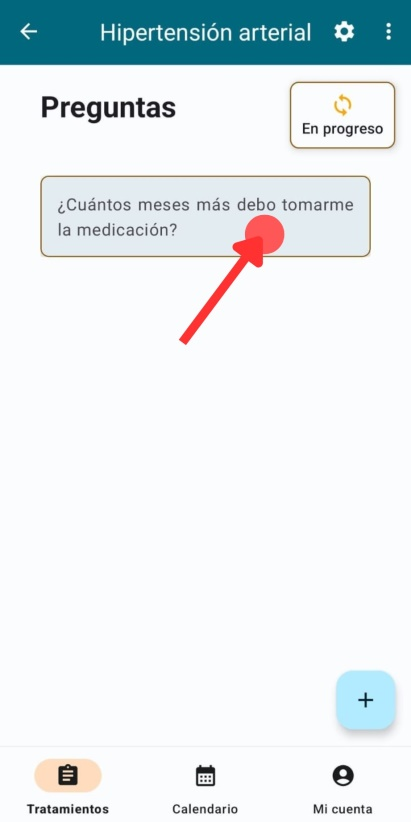 Hipertensión arterial
Preguntas
En progreso
¿Cuántos meses más debo tomarme
la medicación?
Tratamientos
Calendario
Mi cuenta